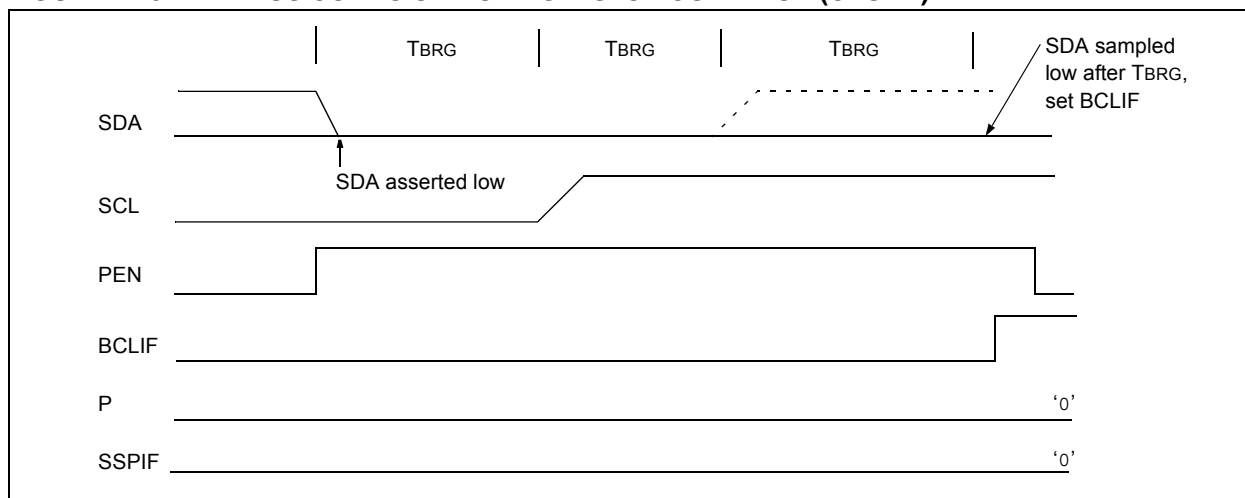 TBRG TBRG TBRG
SDA sampled
low after TBRG,
set BCLIF
SDA
SDA asserted low
SCL
PEN
BCLIF
P
‘0’
SSPIF
‘0’